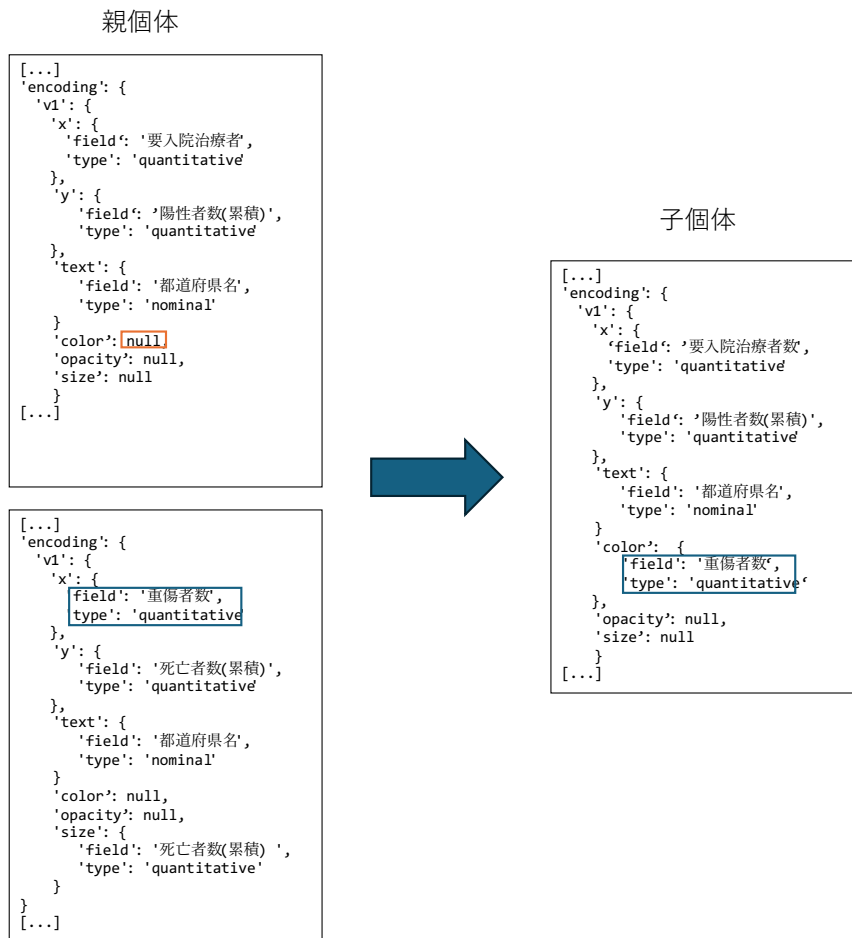 親個体
[...]
'encoding': {
'v1': {
'x': {
'field‘: '要入院治療者',
'type': 'quantitative'
},
'y': {
'field‘: ’陽性者数(累積)',
'type': 'quantitative'
},
'text': {
'field': '都道府県名',
'type': 'nominal'
}
'color’: null,
'opacity’: null,
'size': null
}
[...]
[...]
'encoding': {
'v1': {
'x': {
'field': '重傷者数',
'type': 'quantitative'
},
'y': {
'field': '死亡者数(累積)',
'type': 'quantitative'
},
'text': {
'field': '都道府県名',
'type': 'nominal'
}
'color’: null,
'opacity’: null,
'size': {
'field': '死亡者数(累積) ',
'type': 'quantitative'
}
}
[...]
子個体
[...]
'encoding': {
'v1': {
'x': {
‘field‘: ’要入院治療者数',
'type': 'quantitative'
},
'y': {
'field‘: ’陽性者数(累積)',
'type': 'quantitative'
},
'text': {
'field': '都道府県名',
'type': 'nominal'
}
'color’: {
'field': '重傷者数‘,
'type': 'quantitative‘
},
'opacity’: null,
'size’: null
}
[...]